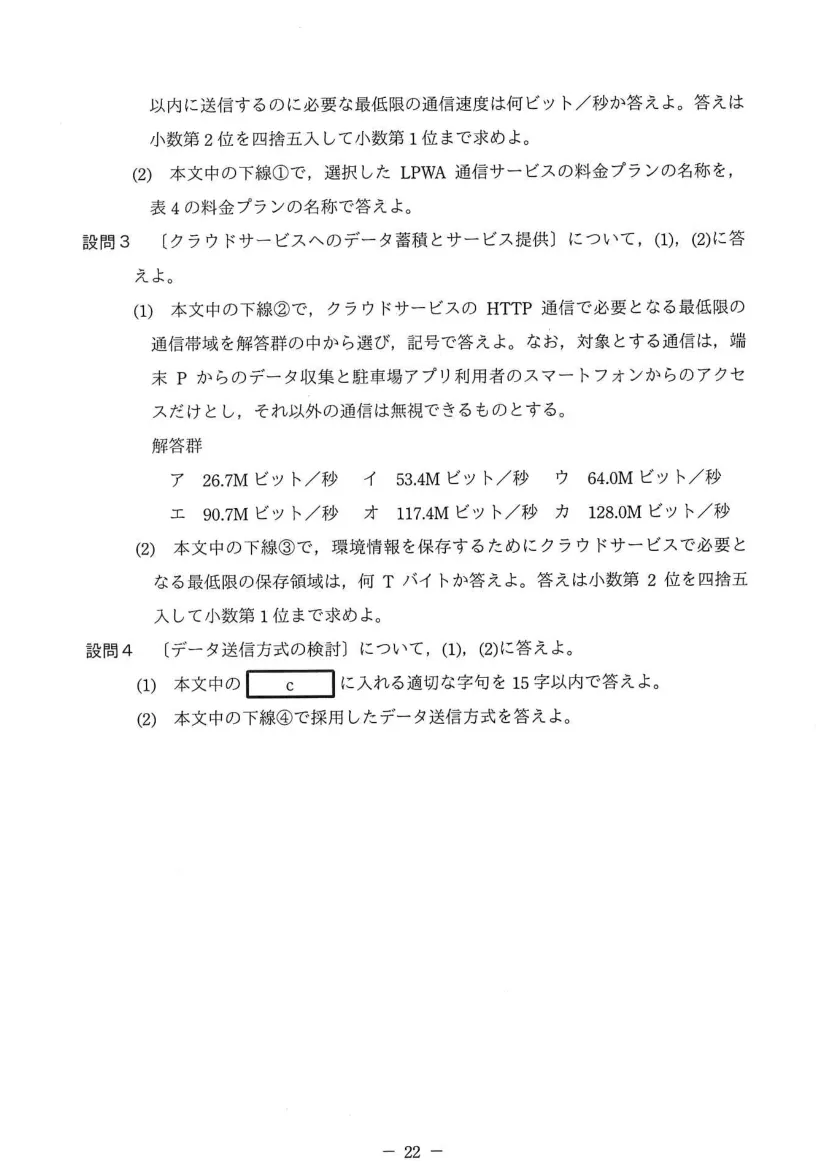 以内に送信するのに必要な最低限の通信速度は何ビット／秒か答えよ。答えは
小数第2位を四捨五入して小数第1位まで求めよ。
(2) 本文中の下線①で，選択した LPWA 通信サービスの料金プランの名称を，
表4の料金プランの名称で答えよ。
設問3 〔クラウドサービスへのデータ蓄積とサービス提供〕について，(1)，(2)に答
えよ。
(1) 本文中の下線②で，クラウドサービスの HTTP 通信で必要となる最低限の
通信帯域を解答群の中から選び，記号で答えよ。なお，対象とする通信は，端
末 P からのデータ収集と駐車場アプリ利用者のスマートフォンからのアクセ
スだけとし，それ以外の通信は無視できるものとする。
解答群
ア 26.7M ビット／秒 イ 53.4M ビット／秒 ウ 64.0M ビット／秒
エ 90.7M ビット／秒 オ 117.4M ビット／秒 カ 128.0M ビット／秒
(2) 本文中の下線③で，環境情報を保存するためにクラウドサービスで必要と
なる最低限の保存領域は，何 T バイトか答えよ。答えは小数第 2 位を四捨五
入して小数第1位まで求めよ。
設問4 〔データ送信方式の検討〕について，(1)，(2)に答えよ。
(1) 本文中の c に入れる適切な字句を 15 字以内で答えよ。
(2) 本文中の下線④で採用したデータ送信方式を答えよ。
－ 22 －